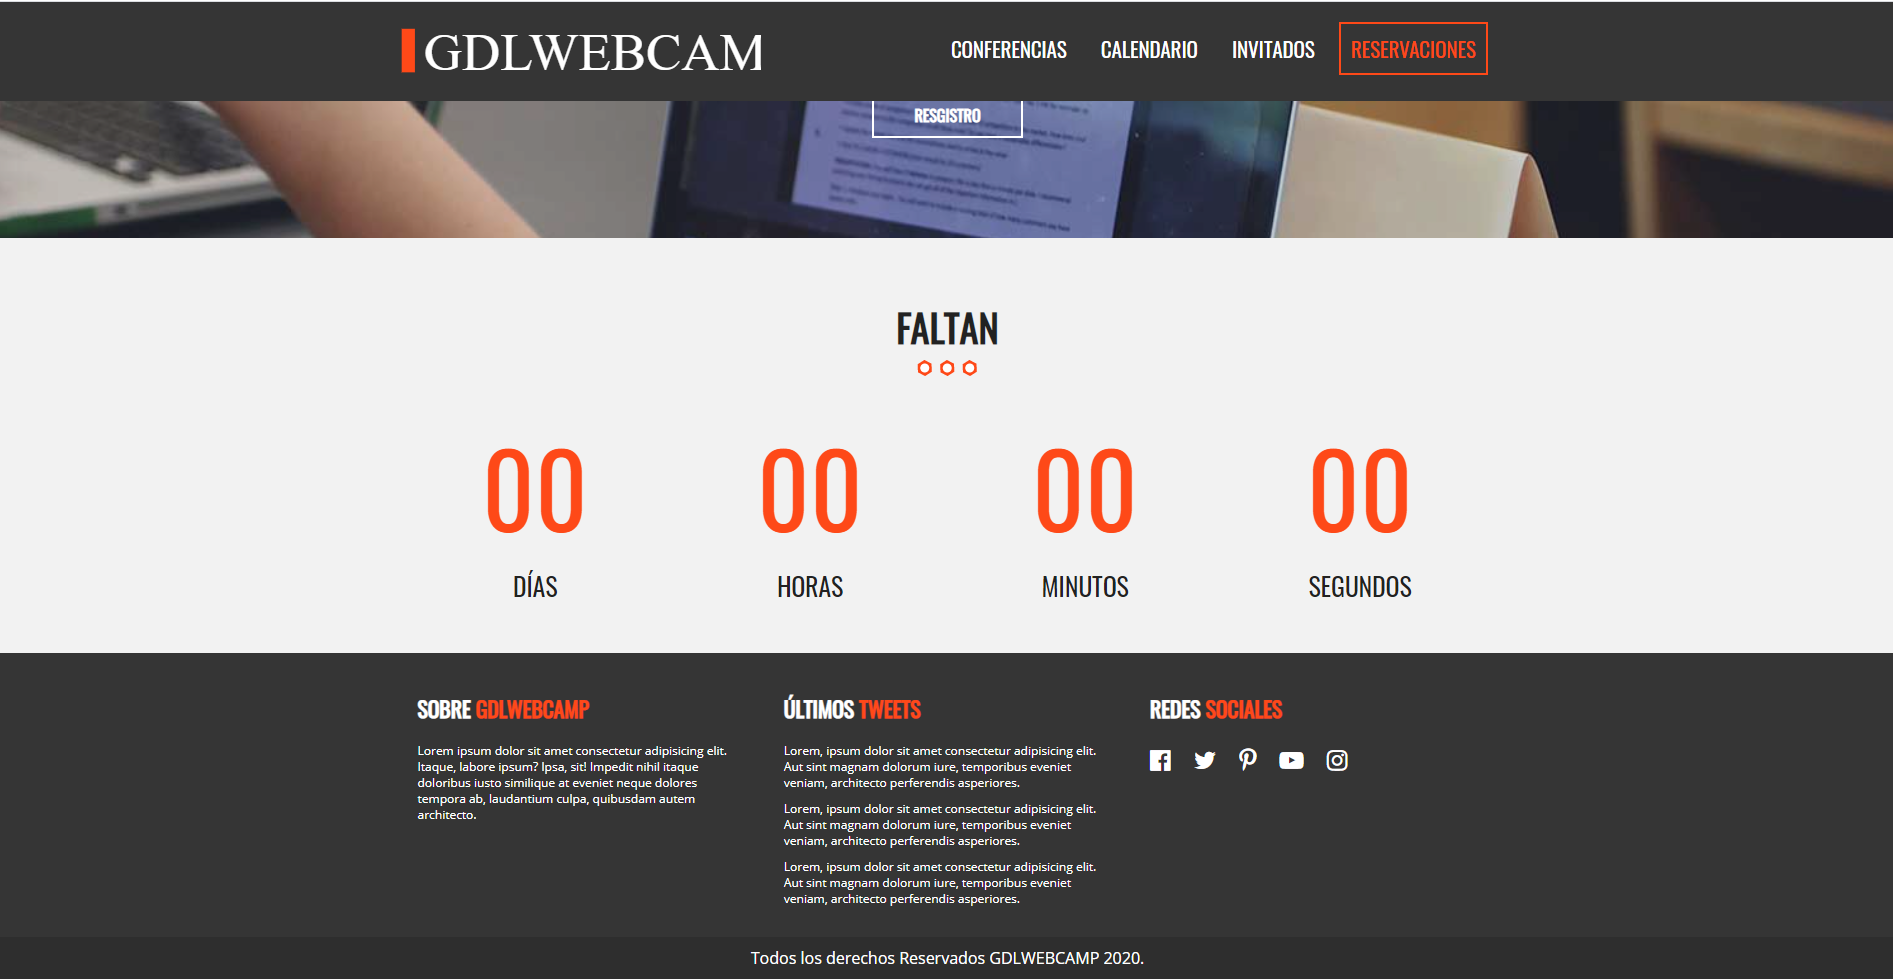 GDLWEBCAM
CONFERENCIAS CALENDARIO INVITADOS RESERVACIONES
RESGISTRO
FALTAN
00 00 00 00
DÍAS HORAS MINUTOS SEGUNDOS
SOBRE GDLWEBCAMP
Lorem ipsum dolor sit amet consectetur adipisicing elit.
Itaque, labore ipsum? Ipsa, sit! Impedit nihil itaque
doloribus iusto similique at eveniet neque dolores
tempora ab, laudantium culpa, quibusdam autem
architecto.
ÚLTIMOS TWEETS
Lorem, ipsum dolor sit amet consectetur adipisicing elit.
Aut sint magnam dolorum iure, temporibus eveniet
veniam, architecto perferendis asperiores.
Lorem, ipsum dolor sit amet consectetur adipisicing elit.
Aut sint magnam dolorum iure, temporibus eveniet
veniam, architecto perferendis asperiores.
Lorem, ipsum dolor sit amet consectetur adipisicing elit.
Aut sint magnam dolorum iure, temporibus eveniet
veniam, architecto perferendis asperiores.
REDES SOCIALES
Todos los derechos Reservados GDLWEBCAMP 2020.